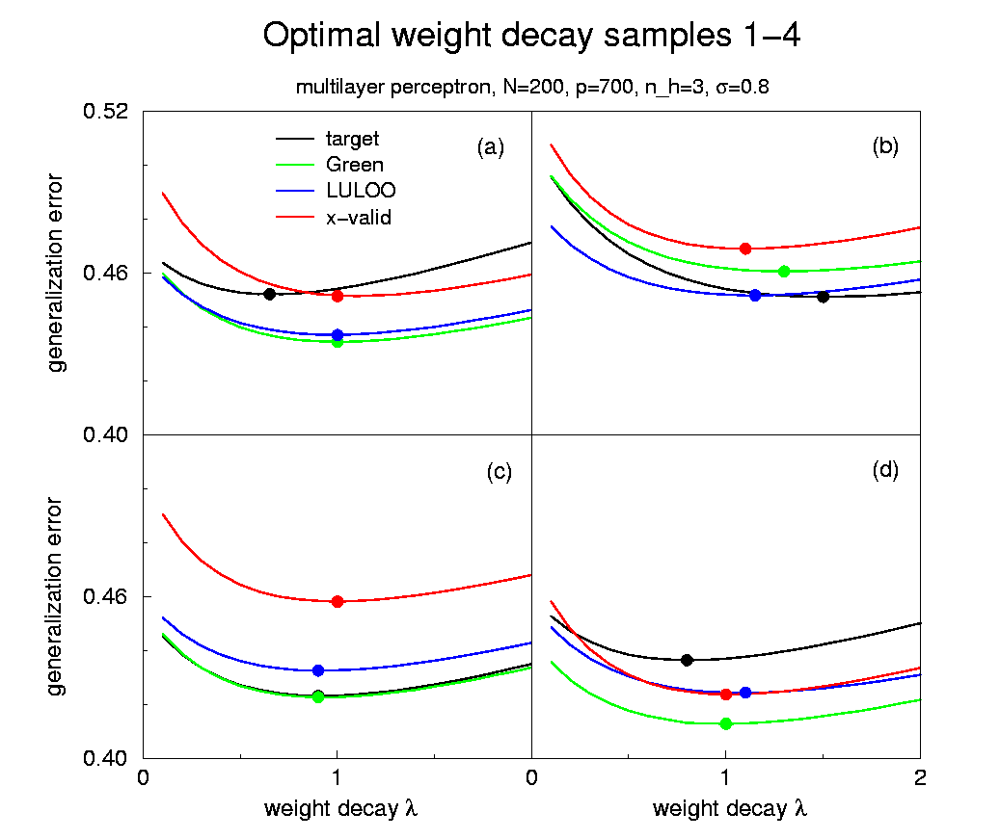 Optimal weight decay samples 1−4
multilayer perceptron, N=200, p=700, n_h=3, σ=0.8
0.52
target
Green
LULOO
x−valid
(a)
(b)
generalization error
0.46
0.40
(c)
(d)
generalization error
0.46
0.40
0
1
0
1
2
weight decay λ
weight decay λ